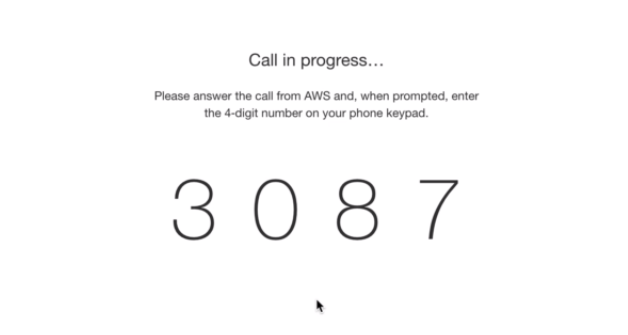 Call in progress...
Please answer the call from AWS and, when prompted, enter
the 4-digit number on your phone keypad.
3 0 8 7